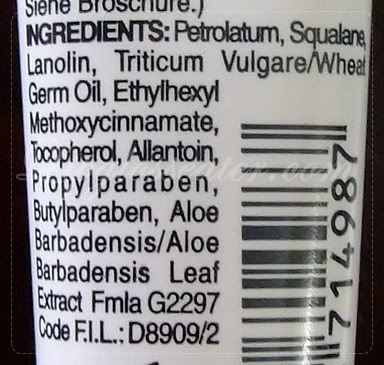 Siehe Broschüre.)
INGREDIENTS: Petrolatum, Squalane,
Lanolin, Triticum Vulgare/Wheat
Germ Oil, Ethylhexyl
Methoxycinnamate,
Tocopherol, Allantoin,
Propylparaben,
Butylparaben, Aloe
Barbadensis/Aloe
Barbadensis Leaf
Extract Fmla G2297
Code F.I.L.: D8909/2
714987